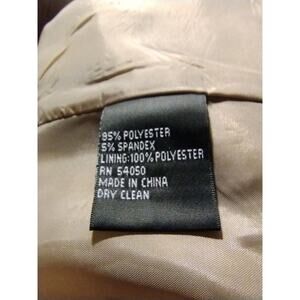 95% POLYESTER
5% SPANDEX
LINING:100% POLYESTER
RN 54050
MADE IN CHINA
DRY CLEAN